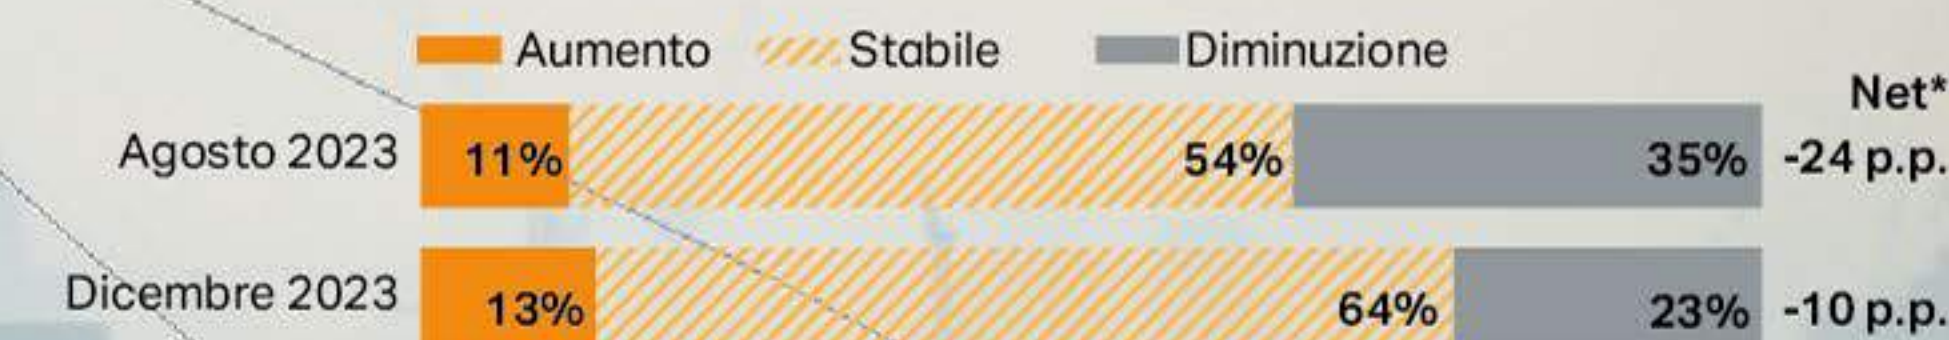 Aumento Stabile Diminuzione
Net*
Agosto 2023 11% 54% 35% -24 p.p.
Dicembre 2023 13% 64% 23% -10 p.p.